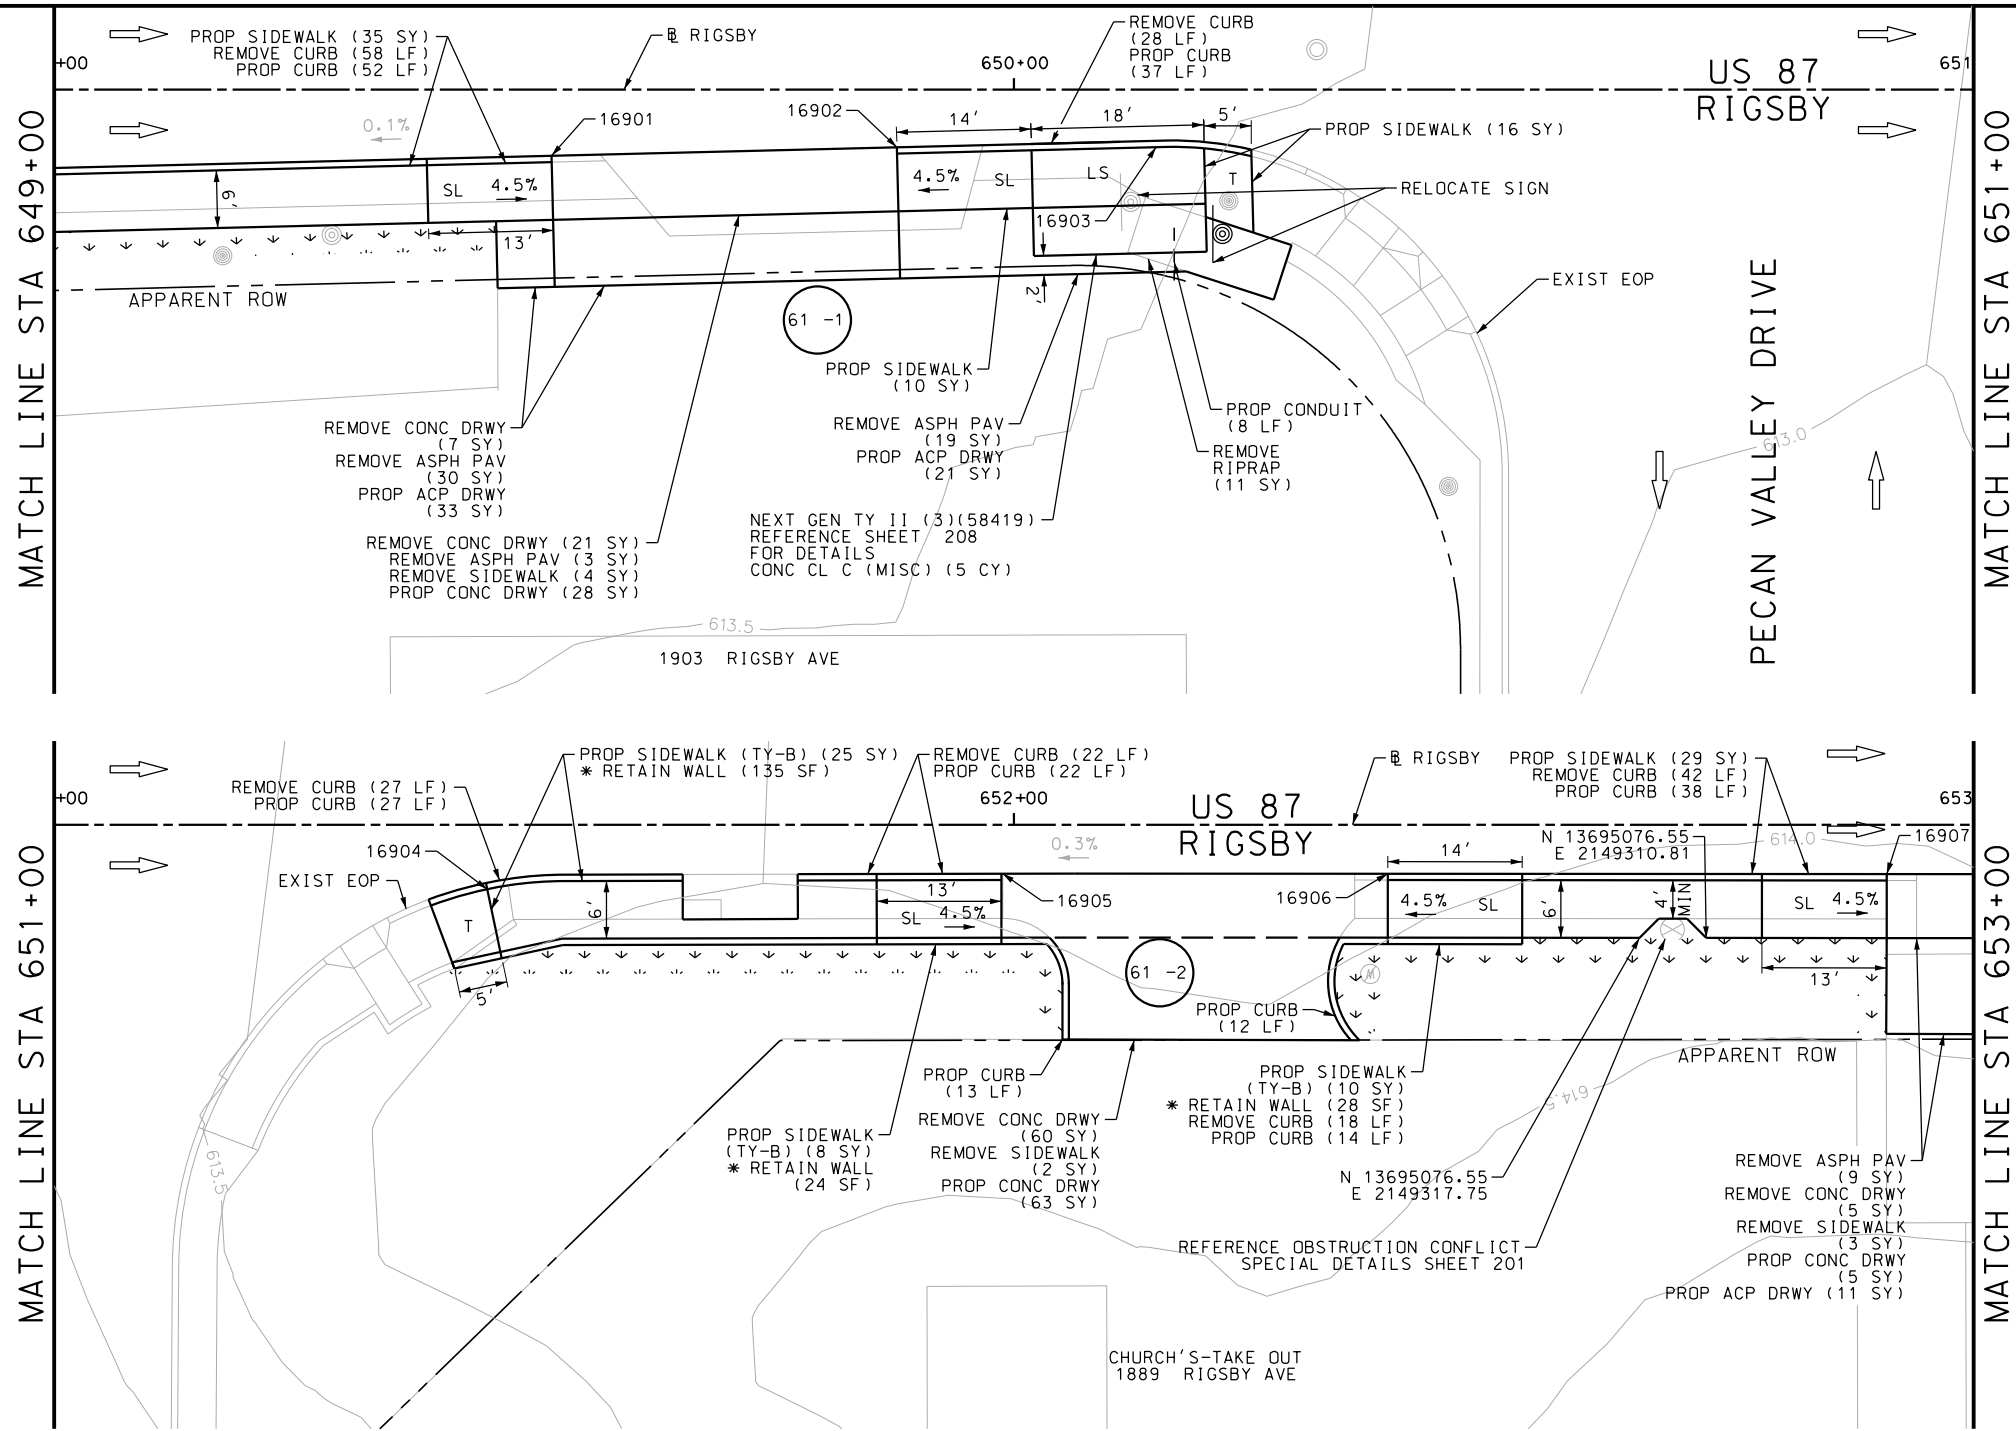 PROP SIDEWALK (35 SY)
REMOVE CURB (58 LF)
PROP CURB (52 LF)
RIGSBY
REMOVE CURB
(28 LF)
PROP CURB
(37 LF)
+00
650+00
US 87
RIGSBY
651
0.1%
16901
16902
14'
18'
5'
PROP SIDEWALK (16 SY)
6'
SL
4.5%
4.5%
SL
LS
T
RELOCATE SIGN
13'
16903
APPARENT ROW
61 -1
2'
EXIST EOP
PROP SIDEWALK
(10 SY)
REMOVE CONC DRWY
(7 SY)
REMOVE ASPH PAV
(30 SY)
PROP ACP DRWY
(33 SY)
REMOVE ASPH PAV
(19 SY)
PROP ACP DRWY
(21 SY)
PROP CONDUIT
(8 LF)
REMOVE
RIPRAP
(11 SY)
613.0
REMOVE CONC DRWY (21 SY)
REMOVE ASPH PAV (3 SY)
REMOVE SIDEWALK (4 SY)
PROP CONC DRWY (28 SY)
NEXT GEN TY II (3)(58419)
REFERENCE SHEET 208
FOR DETAILS
CONC CL C (MISC) (5 CY)
613.5
1903 RIGSBY AVE
PECAN VALLEY DRIVE
MATCH LINE STA 649+00
MATCH LINE STA 651+00
PROP SIDEWALK (TY-B) (25 SY)
* RETAIN WALL (135 SF)
REMOVE CURB (22 LF)
PROP CURB (22 LF)
REMOVE CURB (27 LF)
PROP CURB (27 LF)
RIGSBY
PROP SIDEWALK (29 SY)
REMOVE CURB (42 LF)
PROP CURB (38 LF)
+00
652+00
US 87
RIGSBY
653
16904
EXIST EOP
0.3%
14'
N 13695076.55
E 2149310.81
614.0
16907
T
6'
13'
SL
4.5%
16905
16906
4.5%
SL
6'
4'
MIN
SL
4.5%
5'
61 -2
13'
PROP CURB
(12 LF)
APPARENT ROW
PROP CURB
(13 LF)
PROP SIDEWALK
(TY-B) (10 SY)
* RETAIN WALL (28 SF)
REMOVE CURB (18 LF)
PROP CURB (14 LF)
614.5
PROP SIDEWALK
(TY-B) (8 SY)
* RETAIN WALL
(24 SF)
REMOVE CONC DRWY
(60 SY)
REMOVE SIDEWALK
(2 SY)
PROP CONC DRWY
(63 SY)
N 13695076.55
E 2149317.75
REMOVE ASPH PAV
(9 SY)
REMOVE CONC DRWY
(5 SY)
REMOVE SIDEWALK
(3 SY)
PROP CONC DRWY
(5 SY)
PROP ACP DRWY (11 SY)
613.5
REFERENCE OBSTRUCTION CONFLICT
SPECIAL DETAILS SHEET 201
CHURCH'S-TAKE OUT
1889 RIGSBY AVE
MATCH LINE STA 651+00
MATCH LINE STA 653+00